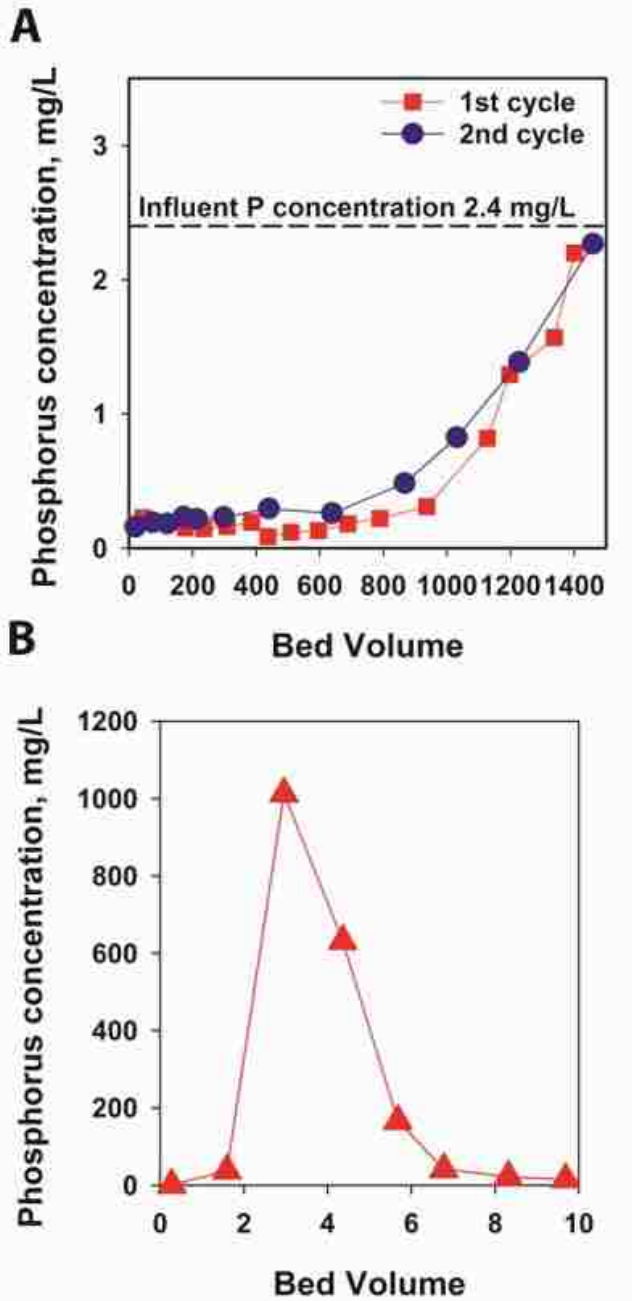 A
Phosphorus concentration, mg/L
3
2
1
0
1st cycle
2nd cycle
Influent P concentration 2.4 mg/L
0 200 400 600 800 1000 1200 1400
Bed Volume
B
Phosphorus concentration, mg/L
1200
1000
800
600
400
200
0
0 2 4 6 8 10
Bed Volume